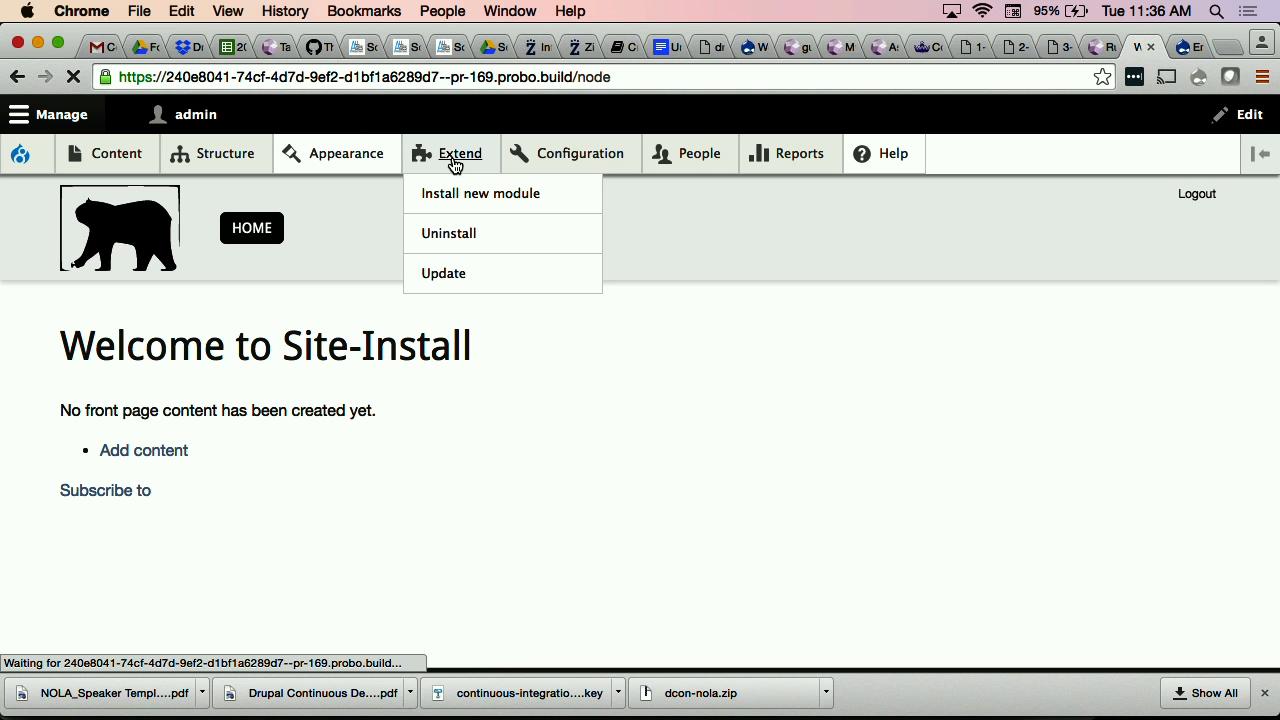 Chrome File Edit View History Bookmarks People Window Help 95% Tue 11:36 AM
https://240e8041-74cf-4d7d-9ef2-d1bf1a6289d7--pr-169.probo.build/node
Manage admin Edit
Content Structure Appearance Extend Configuration People Reports Help
Install new module
Uninstall
Update
HOME
Logout
Welcome to Site-Install
No front page content has been created yet.
Add content
Subscribe to
Waiting for 240e8041-74cf-4d7d-9ef2-d1bf1a6289d7--pr-169.probo.build...
NOLA_Speaker Templ....pdf Drupal Continuous De....pdf continuous-integratio....key dcon-nola.zip Show All